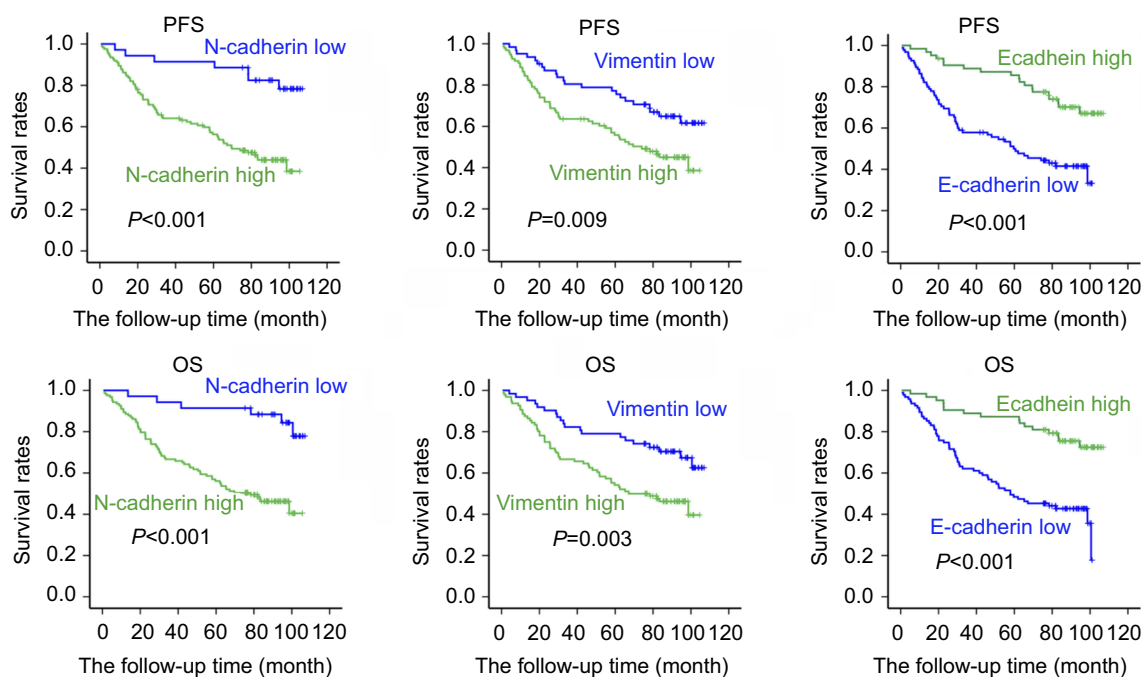 PFS
N-cadherin low
1.0
0.8
0.6
0.4
0.2
0.0
Survival rates
N-cadherin high
P<0.001
0 20 40 60 80 100 120
The follow-up time (month)
PFS
Vimentin low
1.0
0.8
0.6
0.4
0.2
0.0
Survival rates
Vimentin high
P=0.009
0 20 40 60 80 100 120
The follow-up time (month)
PFS
Ecadhein high
1.0
0.8
0.6
0.4
0.2
0.0
Survival rates
E-cadherin low
P<0.001
0 20 40 60 80 100 120
The follow-up time (month)
OS
N-cadherin low
1.0
0.8
0.6
0.4
0.2
0.0
Survival rates
N-cadherin high
P<0.001
0 20 40 60 80 100 120
The follow-up time (month)
OS
Vimentin low
1.0
0.8
0.6
0.4
0.2
0.0
Survival rates
Vimentin high
P=0.003
0 20 40 60 80 100 120
The follow-up time (month)
OS
Ecadhein high
1.0
0.8
0.6
0.4
0.2
0.0
Survival rates
E-cadherin low
P<0.001
0 20 40 60 80 100 120
The follow-up time (month)